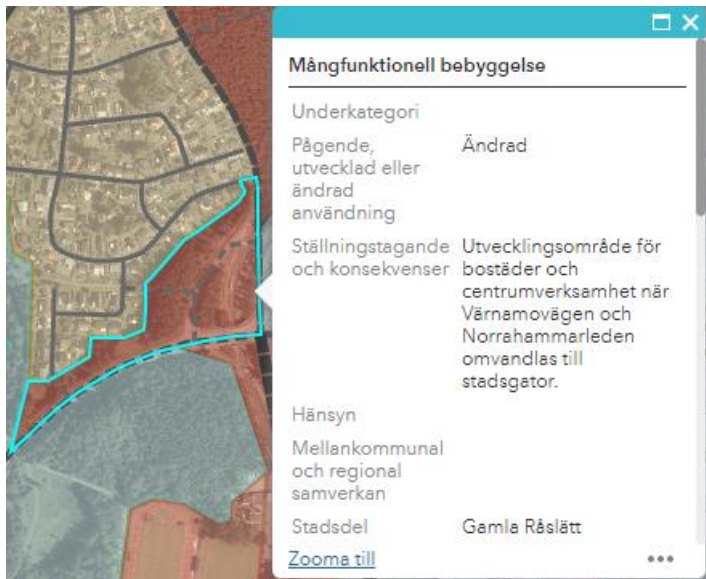 Mångfunktionell bebyggelse
Underkategori
Pågende,
utvecklad eller
ändrad
användning
Ändrad
Ställningstagande
och konsekvenser
Utvecklingsområde för
bostäder och
centrumverksamhet när
Värnamovägen och
Norrahammarleden
omvandlas till
stadsgator.
Hänsyn
Mellankommunal
och regional
samverkan
Stadsdel
Gamla Råslätt
Zooma till